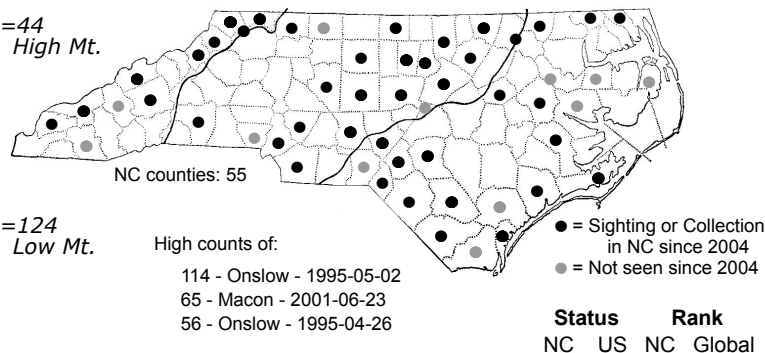 =44
High Mt.
NC counties: 55
=124
Low Mt.
High counts of:
114 - Onslow - 1995-05-02
65 - Macon - 2001-06-23
56 - Onslow - 1995-04-26
● = Sighting or Collection
in NC since 2004
● = Not seen since 2004
Status Rank
NC US NC Global